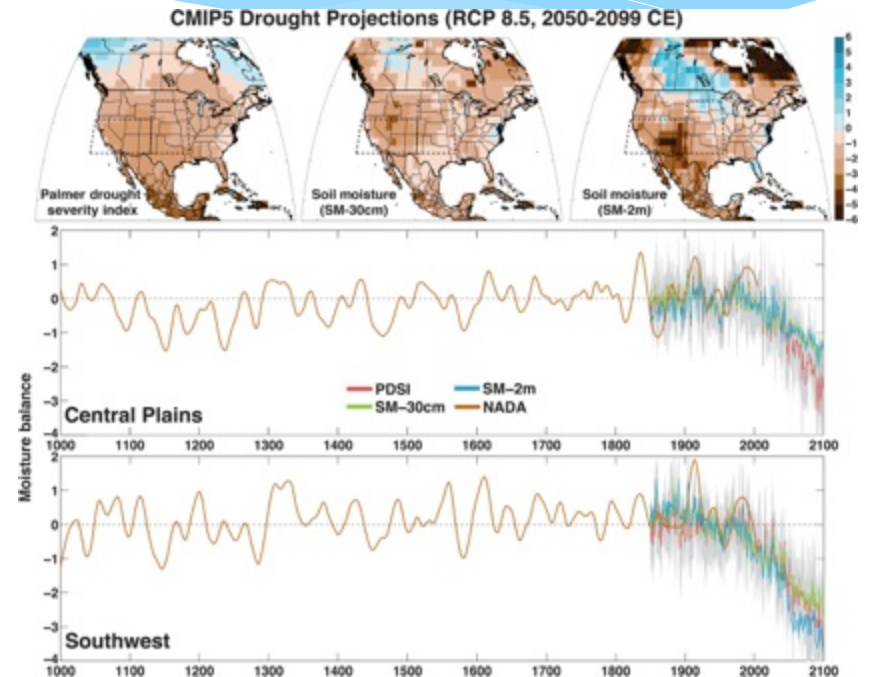 CMIP5 Drought Projections (RCP 8.5, 2050-2099 CE)
Palmer drought
severity index
Soil moisture
(SM-30cm)
Soil moisture
(SM-2m)
6
5
4
3
2
1
0
−1
−2
−3
−4
−5
−6
Moisture balance
2
1
0
−1
−2
−3
−4
PDSI
SM−2m
SM−30cm
NADA
Central Plains
1000 1100 1200 1300 1400 1500 1600 1700 1800 1900 2000 2100
2
1
0
−1
−2
−3
−4
Southwest
1000 1100 1200 1300 1400 1500 1600 1700 1800 1900 2000 2100